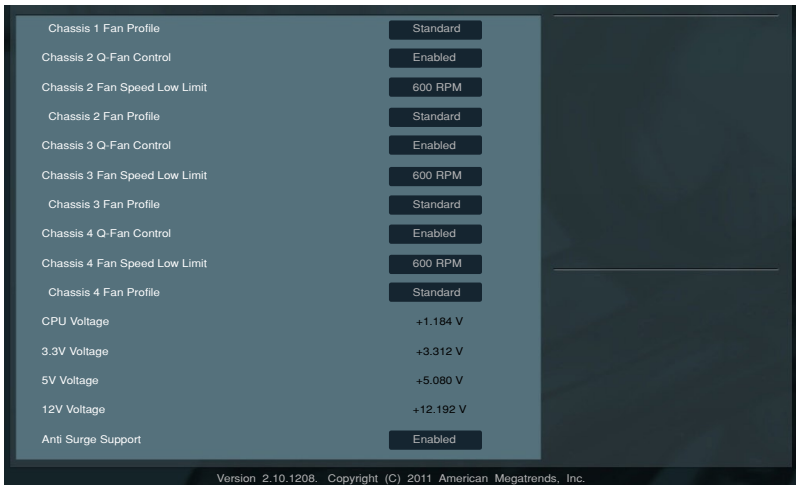 Chassis 1 Fan Profile Standard
Chassis 2 Q-Fan Control Enabled
Chassis 2 Fan Speed Low Limit 600 RPM
Chassis 2 Fan Profile Standard
Chassis 3 Q-Fan Control Enabled
Chassis 3 Fan Speed Low Limit 600 RPM
Chassis 3 Fan Profile Standard
Chassis 4 Q-Fan Control Enabled
Chassis 4 Fan Speed Low Limit 600 RPM
Chassis 4 Fan Profile Standard
CPU Voltage +1.184 V
3.3V Voltage +3.312 V
5V Voltage +5.080 V
12V Voltage +12.192 V
Anti Surge Support Enabled
Version 2.10.1208. Copyright (C) 2011 American Megatrends, Inc.